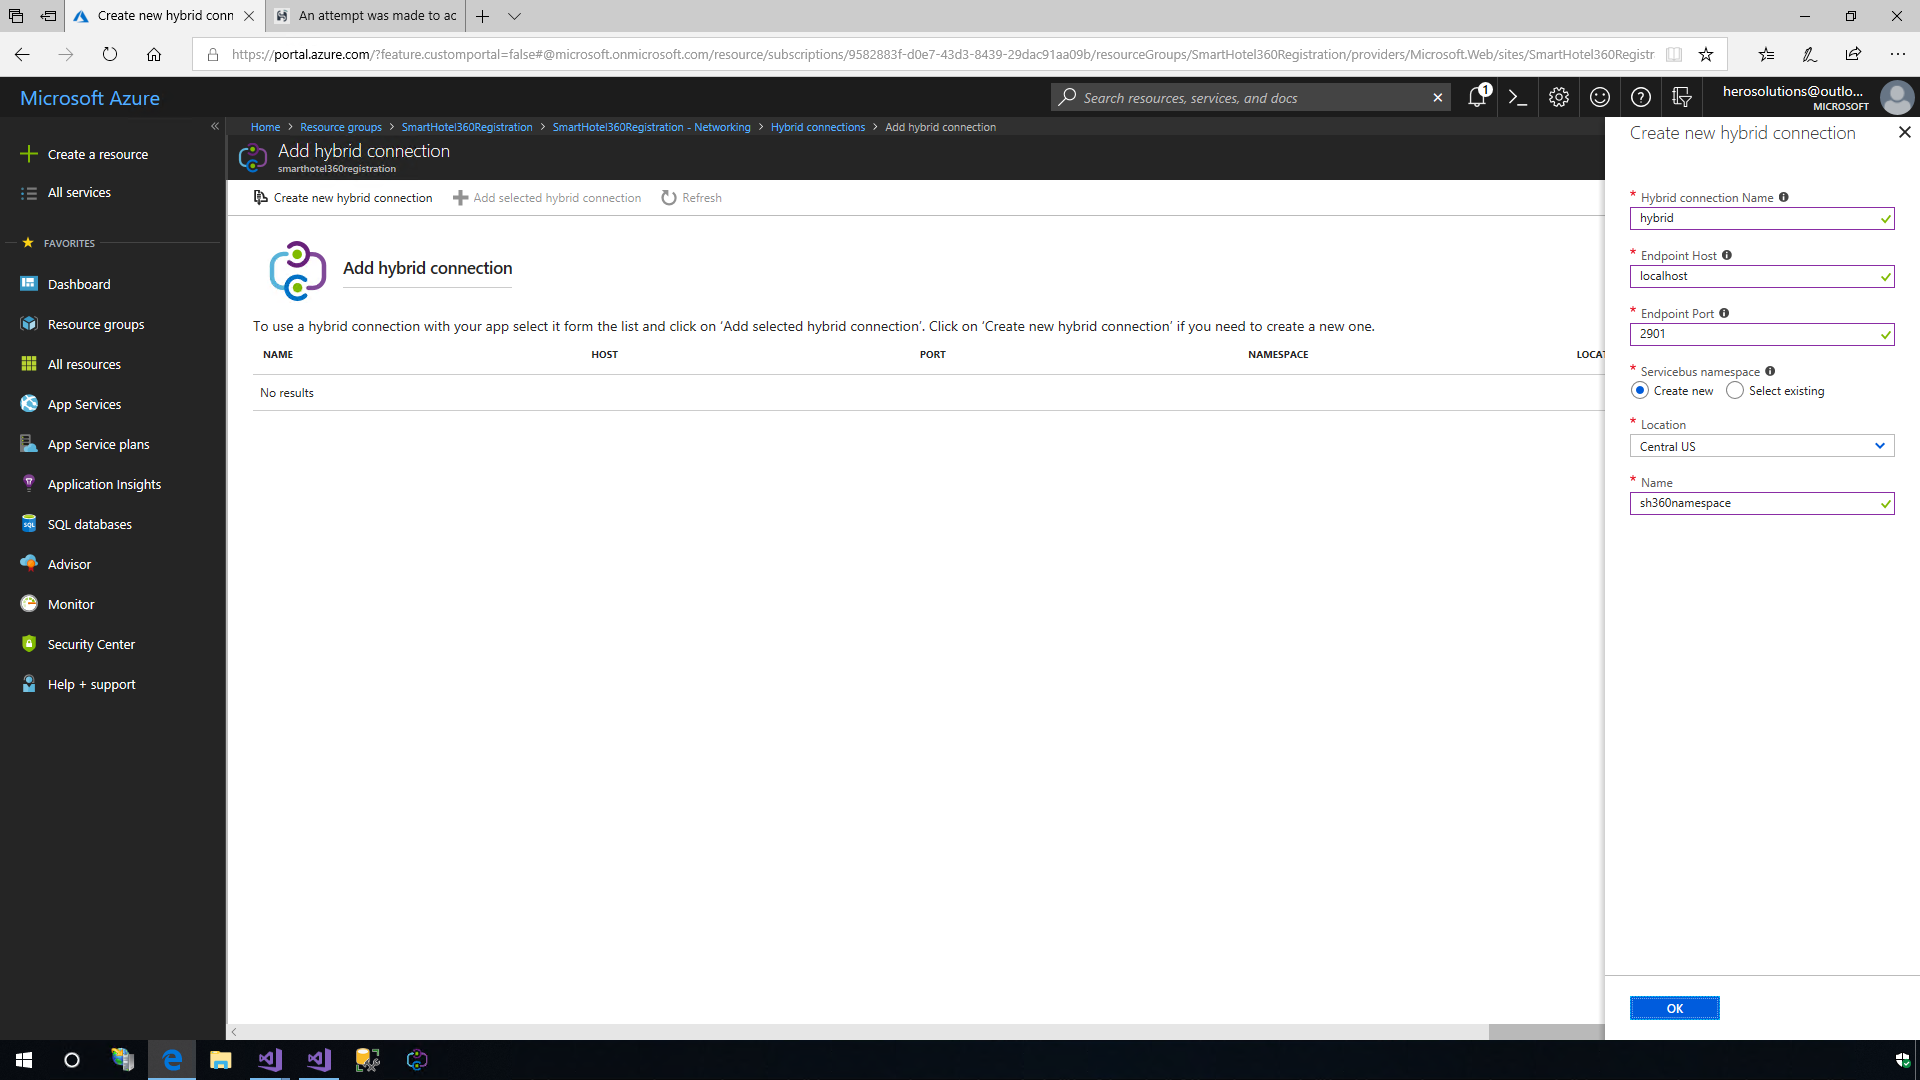 Create new hybrid conn
An attempt was made to ac
https://portal.azure.com/?feature.customportal=false#@microsoft.onmicrosoft.com/resource/subscriptions/9582883f-d0e7-43d3-8439-29dac91aa09b/resourceGroups/SmartHotel360Registration/providers/Microsoft.Web/sites/SmartHotel360Registr
Microsoft Azure
Search resources, services, and docs
1
herosolutions@outlo...
MICROSOFT
Create a resource
All services
FAVORITES
Dashboard
Resource groups
All resources
App Services
App Service plans
Application Insights
SQL databases
Advisor
Monitor
Security Center
Help + support
Home > Resource groups > SmartHotel360Registration > SmartHotel360Registration - Networking > Hybrid connections > Add hybrid connection
Add hybrid connection
smarthotel360registration
Create new hybrid connection
Add selected hybrid connection
Refresh
Add hybrid connection
To use a hybrid connection with your app select it form the list and click on ‘Add selected hybrid connection’. Click on ‘Create new hybrid connection’ if you need to create a new one.
NAME HOST PORT NAMESPACE LOCAT
No results
Create new hybrid connection
* Hybrid connection Name
hybrid
* Endpoint Host
localhost
* Endpoint Port
2901
* Servicebus namespace
Create new Select existing
* Location
Central US
* Name
sh360namespace
OK